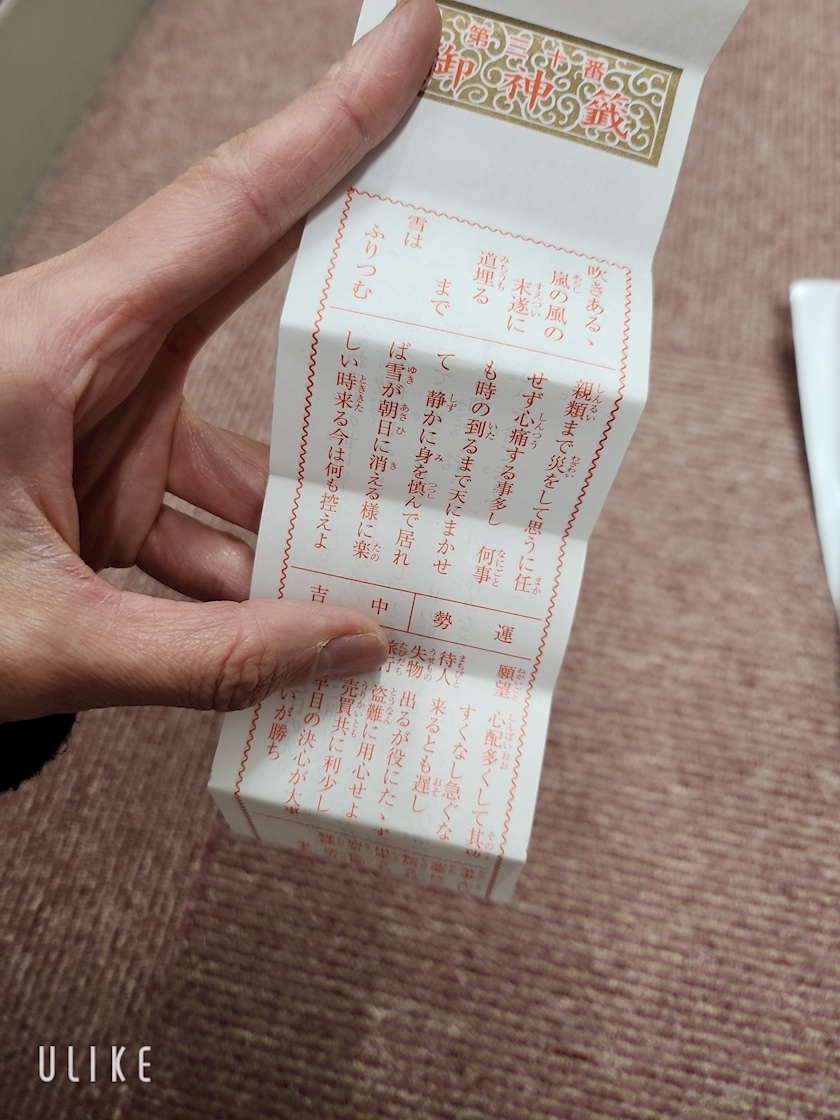 第三十番
御神籤
吹きあるゝ
嵐の風の
末遂に
道埋る
まで
雪は
ふりつむ
親類まで災をして思うに任
せず心痛する事多し 何事
も時の到るまで天にまかせ
て 静かに身を慎んで居れ
ば雪が朝日に消える様に楽
しい時来る今は何も控えよ
運勢
中吉
願望 心配多くして其
すくなし急ぐな
待人 来るとも遅し
失物 出るが役にたゝず
旅行 盗難に用心せよ
売買共に利少し
早目の決心が大事
いが勝ち
ULIKE